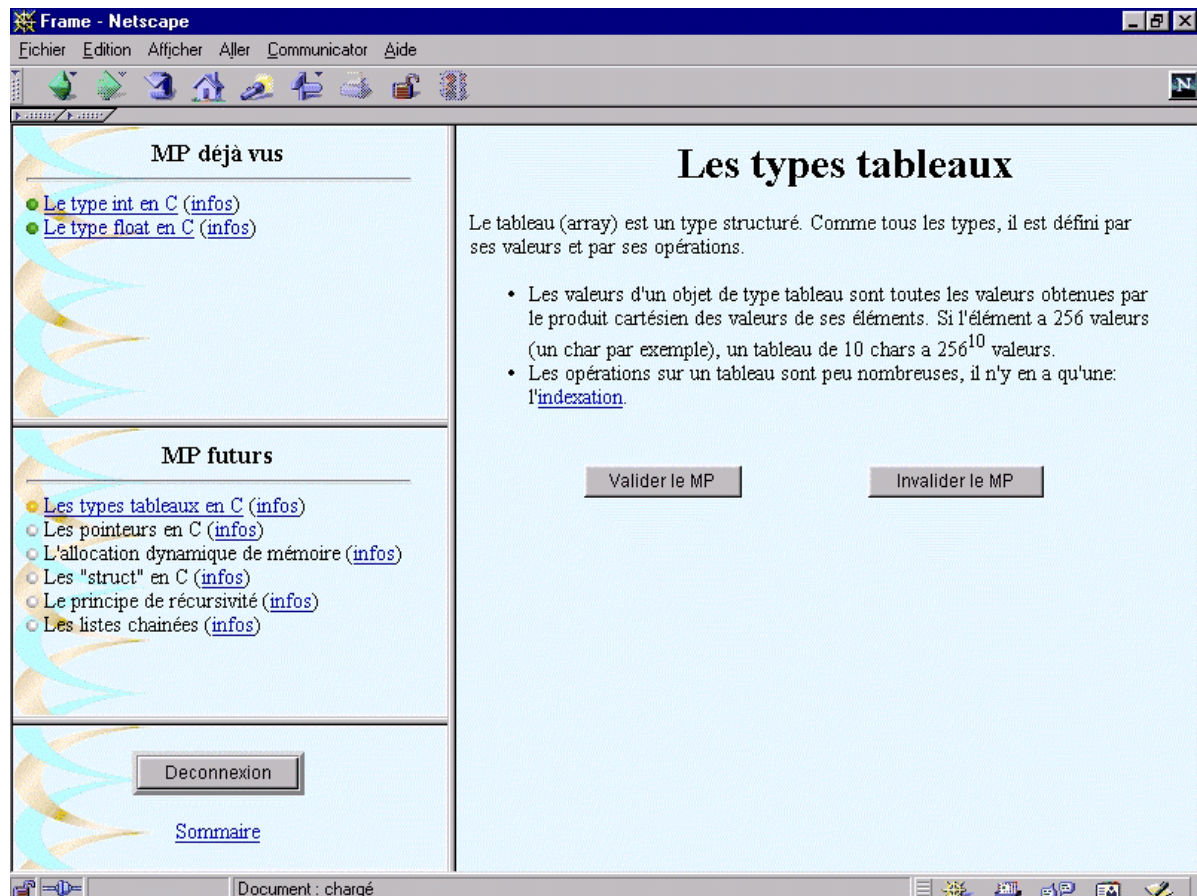 Frame - Netscape
Fichier Edition Afficher Aller Communicator Aide
N
MP déjà vus
Le type int en C (infos)
Le type float en C (infos)
MP futurs
Les types tableaux en C (infos)
Les pointeurs en C (infos)
L'allocation dynamique de mémoire (infos)
Les "struct" en C (infos)
Le principe de récursivité (infos)
Les listes chainées (infos)
Deconnexion
Sommaire
Les types tableaux
Le tableau (array) est un type structuré. Comme tous les types, il est défini par
ses valeurs et par ses opérations.
• Les valeurs d'un objet de type tableau sont toutes les valeurs obtenues par
le produit cartésien des valeurs de ses éléments. Si l'élément a 256 valeurs
(un char par exemple), un tableau de 10 chars a 256^10 valeurs.
• Les opérations sur un tableau sont peu nombreuses, il n'y en a qu'une:
l'indexation.
Valider le MP Invalider le MP
Document : chargé